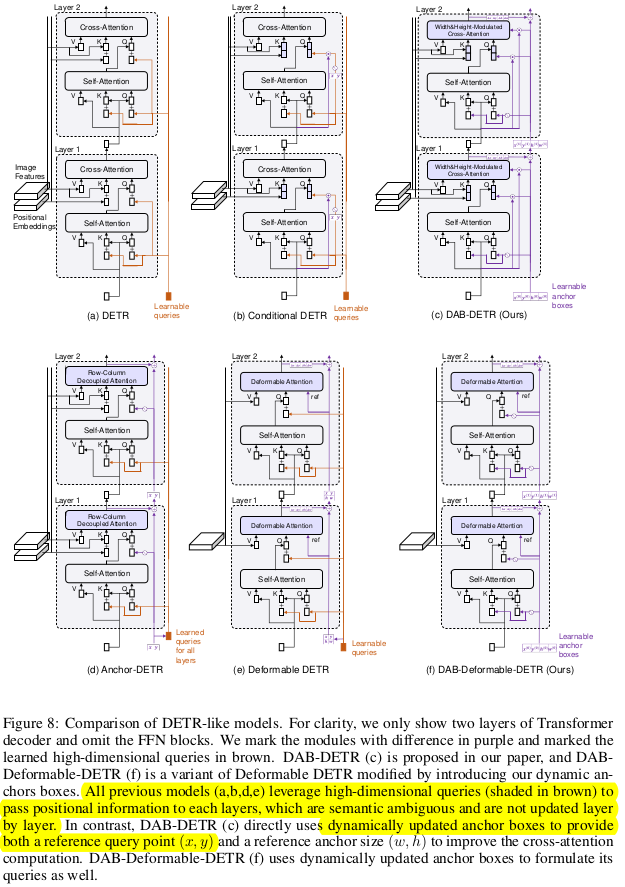 Layer 2
Layer 2
Layer 2
Cross-Attention
Cross-Attention
Width&Height-Modulated
Cross-Attention
V
K
Q
V
K
Q
V
K
Q
Self-Attention
Self-Attention
Self-Attention
V
K
Q
V
K
Q
V
K
Q
Layer 1
Layer 1
Layer 1
Cross-Attention
Cross-Attention
Width&Height-Modulated
Cross-Attention
Image
Features
V
K
Q
V
K
Q
V
K
Q
Positional
Embeddings
Self-Attention
Self-Attention
Self-Attention
V
K
Q
V
K
Q
V
K
Q
Learnable
queries
Learnable
queries
Learnable
anchor
boxes
(a) DETR
(b) Conditional DETR
(c) DAB-DETR (Ours)
Layer 2
Layer 2
Layer 2
Row-Column
Decoupled Attention
Deformable Attention
Deformable Attention
V
K
Q
V
Q
ref
V
Q
ref
Self-Attention
Self-Attention
Self-Attention
V
K
Q
V
K
Q
V
K
Q
x y
Layer 1
Layer 1
Layer 1
Row-Column
Decoupled Attention
Deformable Attention
Deformable Attention
V
K
Q
V
Q
ref
V
Q
ref
Self-Attention
Self-Attention
Self-Attention
V
K
Q
V
K
Q
V
K
Q
x y
Learned
queries
for all
layers
Learnable
queries
Learnable
anchor
boxes
(d) Anchor-DETR
(e) Deformable DETR
(f) DAB-Deformable-DETR (Ours)
Figure 8: Comparison of DETR-like models. For clarity, we only show two layers of Transformer
decoder and omit the FFN blocks. We mark the modules with difference in purple and marked the
learned high-dimensional queries in brown. DAB-DETR (c) is proposed in our paper, and DAB-
Deformable-DETR (f) is a variant of Deformable DETR modified by introducing our dynamic an-
chors boxes. All previous models (a,b,d,e) leverage high-dimensional queries (shaded in brown) to
pass positional information to each layers, which are semantic ambiguous and are not updated layer
by layer. In contrast, DAB-DETR (c) directly uses dynamically updated anchor boxes to provide
both a reference query point (x, y) and a reference anchor size (w, h) to improve the cross-attention
computation. DAB-Deformable-DETR (f) uses dynamically updated anchor boxes to formulate its
queries as well.